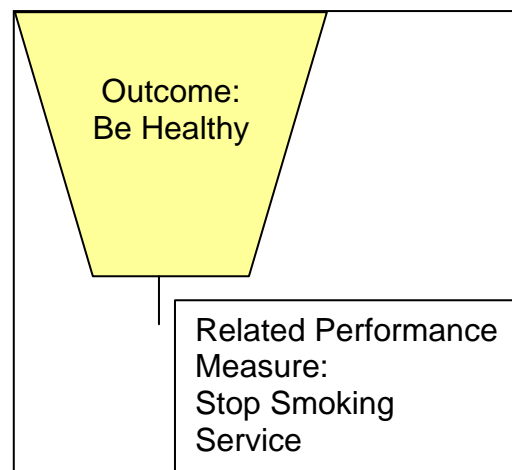 Outcome:
Be Healthy
Related Performance
Measure:
Stop Smoking
Service